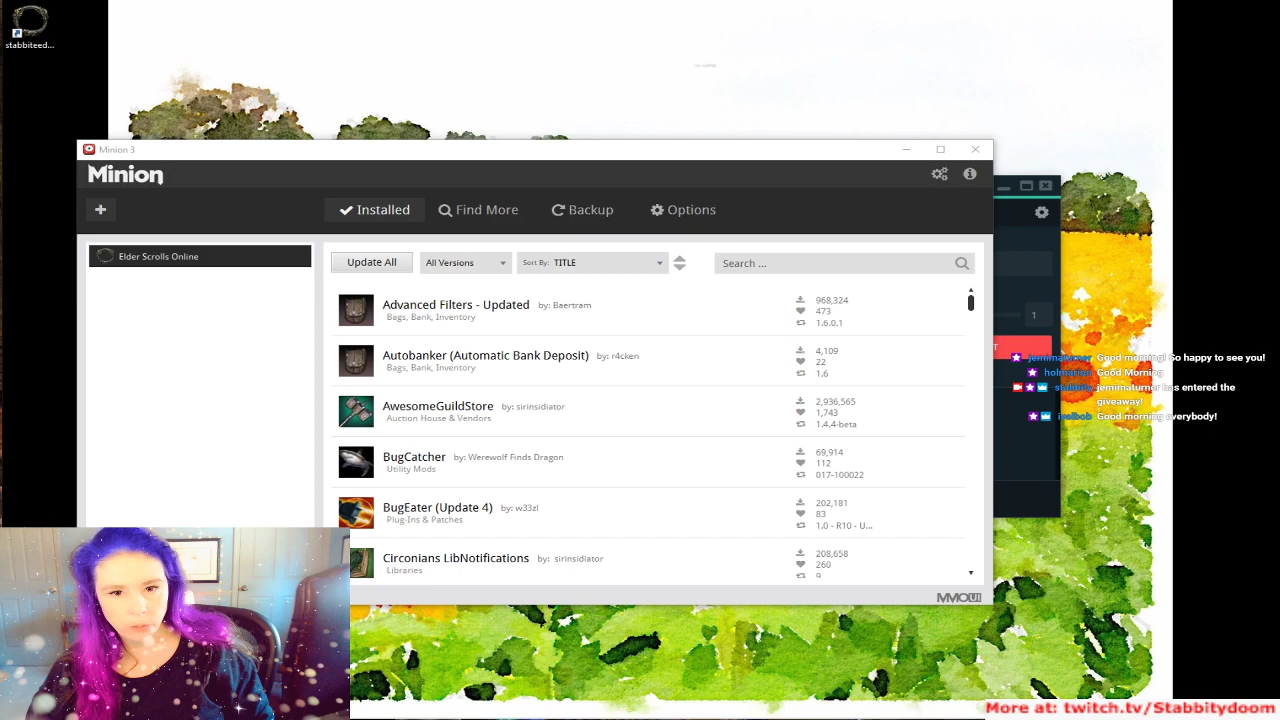 stabbiteed...
Minion 3
Minion
Installed
Find More
Backup
Options
Elder Scrolls Online
Update All
All Versions
Sort By: TITLE
Search ...
Advanced Filters - Updated by: Baertram
Bags, Bank, Inventory
968,324
473
1.6.0.1
Autobanker (Automatic Bank Deposit) by: r4cken
Bags, Bank, Inventory
4,109
22
1.6
AwesomeGuildStore by: sirinsidiator
Auction House & Vendors
2,936,565
1,743
1.4.4-beta
BugCatcher by: Werewolf Finds Dragon
Utility Mods
69,914
112
017-100022
BugEater (Update 4) by: w33zl
Plug-Ins & Patches
202,181
83
1.0 - R10 - U...
Circonians LibNotifications by: sirinsidiator
Libraries
208,658
260
9
MMOUI
1
T
jemimaturner Good morning! So happy to see you!
Good Morning
stabbity jemimaturner has entered the
giveaway!
Good morning everybody!
More at: twitch.tv/Stabbitydoom